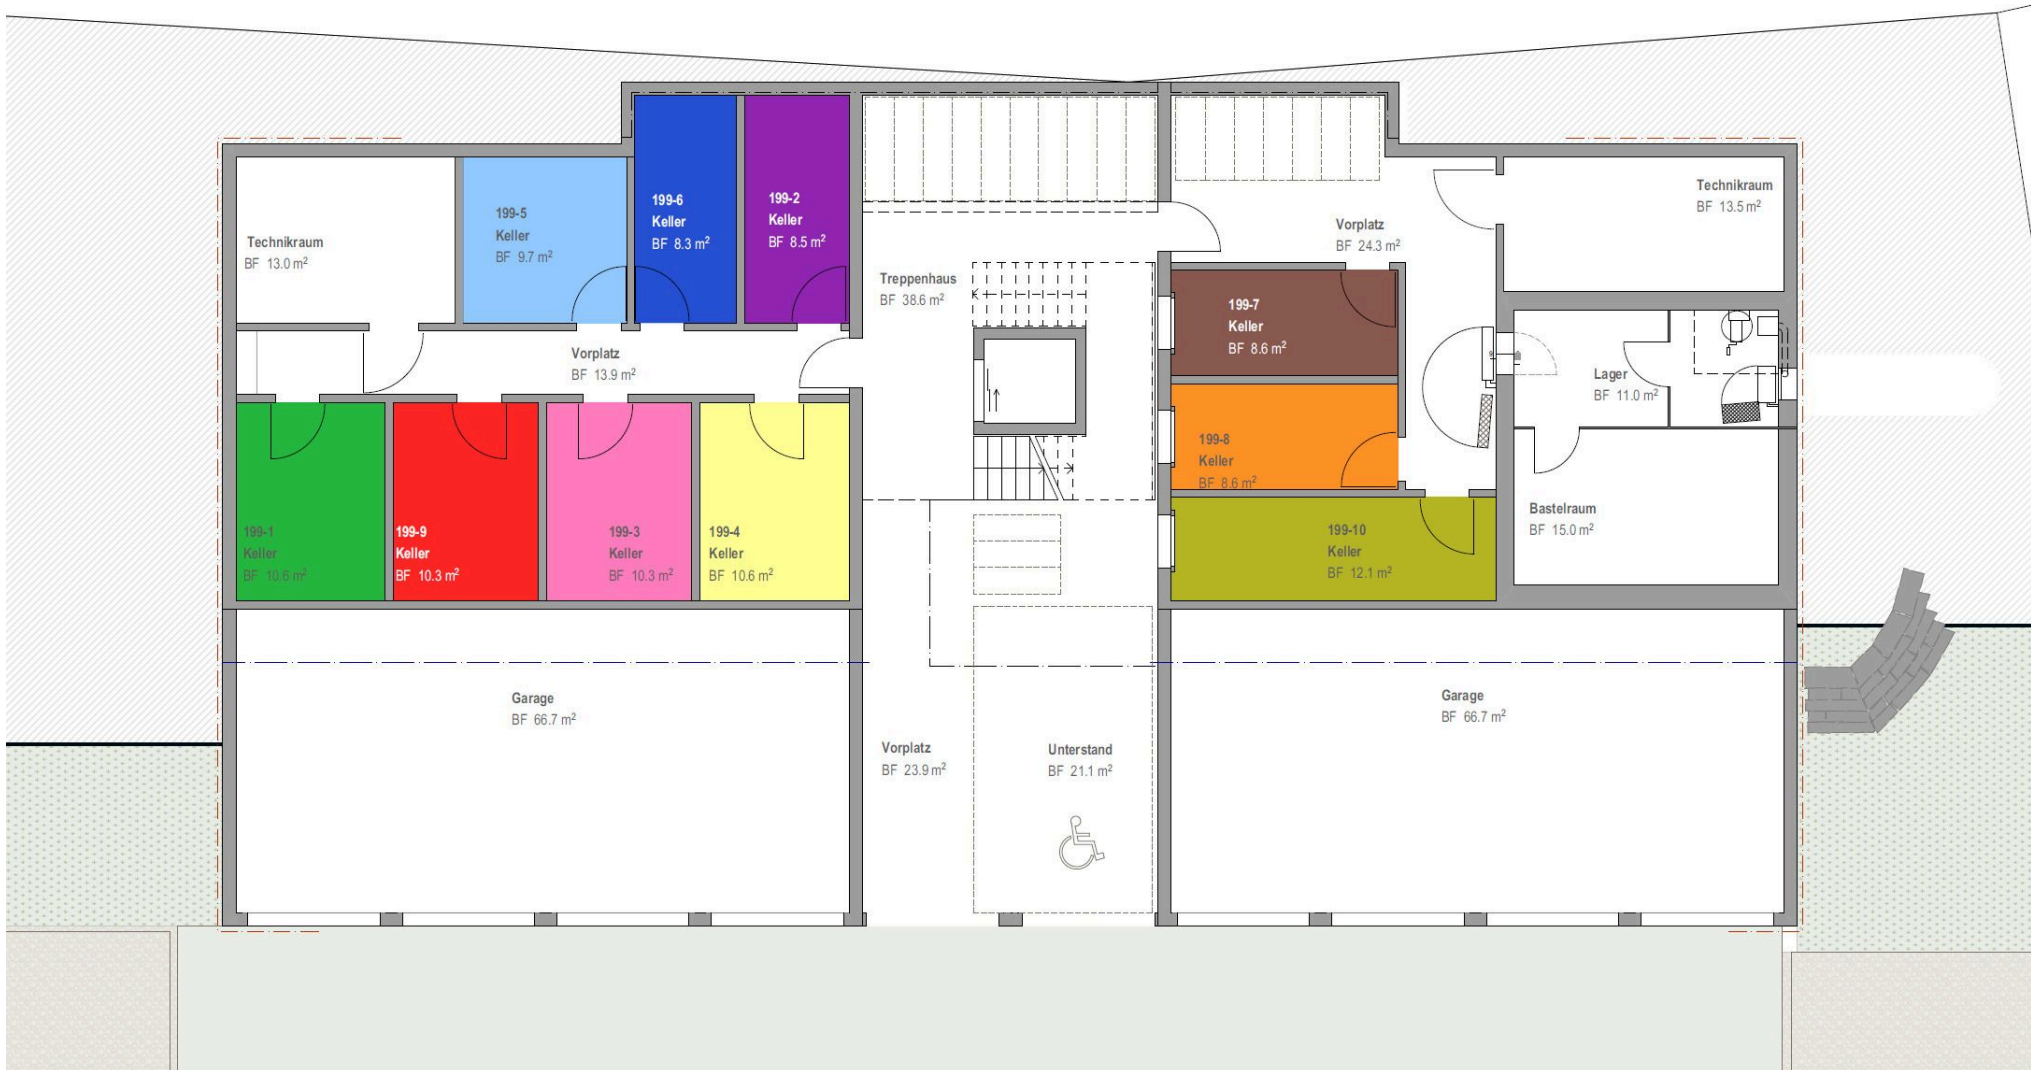 199-6
Keller
BF 8.3 m²
199-2
Keller
BF 8.5 m²
199-5
Keller
BF 9.7 m²
Technikraum
BF 13.0 m²
Technikraum
BF 13.5 m²
Vorplatz
BF 24.3 m²
Treppenhaus
BF 38.6 m²
199-7
Keller
BF 8.6 m²
Vorplatz
BF 13.9 m²
Lager
BF 11.0 m²
199-8
Keller
BF 8.6 m²
199-1
Keller
BF 10.6 m²
199-9
Keller
BF 10.3 m²
199-3
Keller
BF 10.3 m²
199-4
Keller
BF 10.6 m²
199-10
Keller
BF 12.1 m²
Bastelraum
BF 15.0 m²
Garage
BF 66.7 m²
Vorplatz
BF 23.9 m²
Unterstand
BF 21.1 m²
Garage
BF 66.7 m²